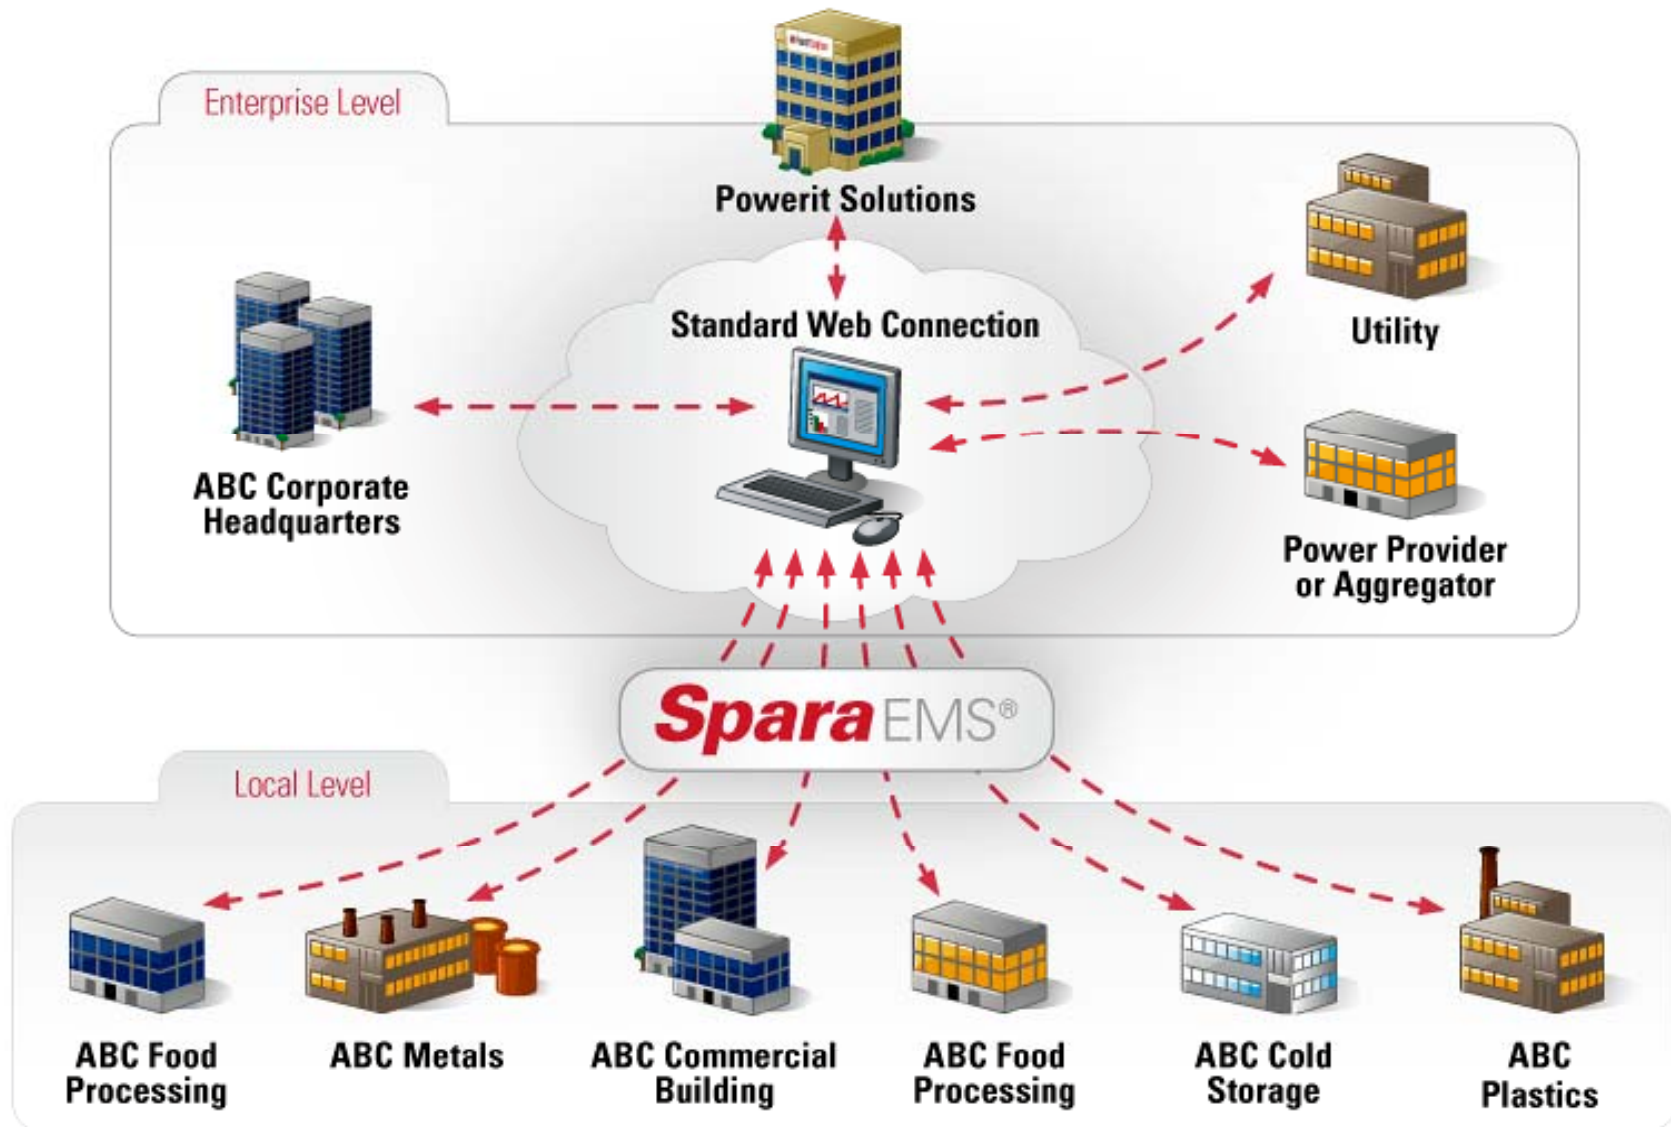 Enterprise Level
Powerit Solutions
Standard Web Connection
Utility
ABC Corporate
Headquarters
Power Provider
or Aggregator
Spara EMS®
Local Level
ABC Food
Processing
ABC Metals
ABC Commercial
Building
ABC Food
Processing
ABC Cold
Storage
ABC
Plastics